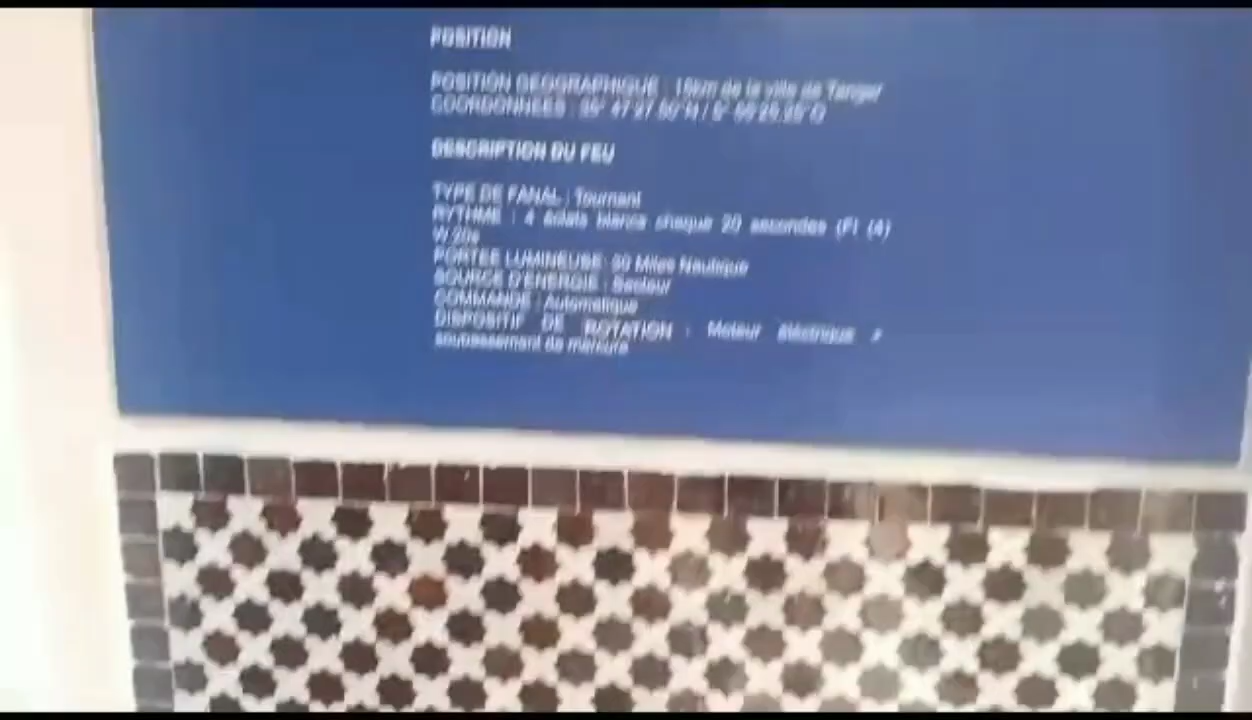 POSITION
POSITION GEOGRAPHIQUE : 15km de la ville de Tanger
COORDONNEES :
DESCRIPTION DU FEU
TYPE DE FANAL : Tournant
RYTHME : 4 éclats blancs chaque 20 secondes (Fl (4)
W 20s
PORTEE LUMINEUSE: 30 Miles Nautique
SOURCE D'ENERGIE : Secteur
COMMANDE : Automatique
DISPOSITIF DE ROTATION : Moteur éléctrique +
soubassement de mercure